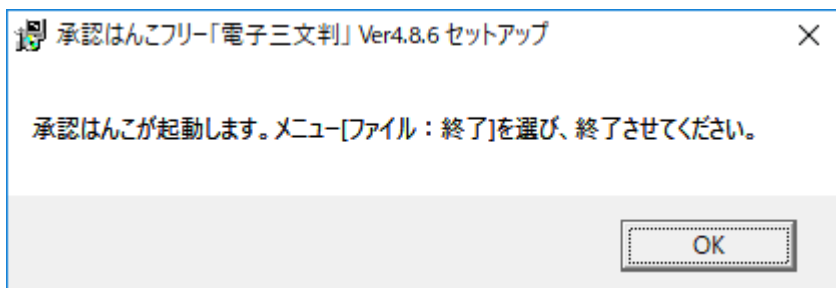 承認はんこフリー「電子三文判」 Ver4.8.6 セットアップ
承認はんこが起動します。メニュー[ファイル：終了]を選び、終了させてください。
OK